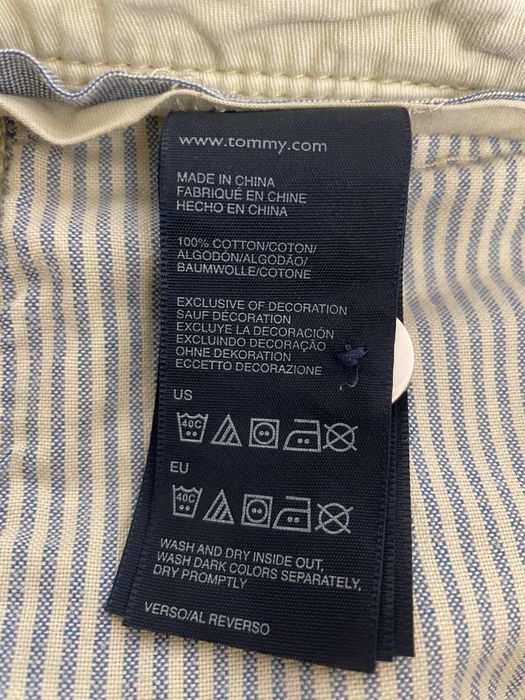 www.tommy.com
MADE IN CHINA
FABRIQUÉ EN CHINE
HECHO EN CHINA
100% COTTON/COTON/
ALGODÓN/ALGODÃO/
BAUMWOLLE/COTONE
EXCLUSIVE OF DECORATION
SAUF DÉCORATION
EXCLUYE LA DECORACIÓN
EXCLUINDO DECORAÇÃO
OHNE DEKORATION
ECCETTO DECORAZIONE
US
40C
EU
40C
WASH AND DRY INSIDE OUT,
WASH DARK COLORS SEPARATELY,
DRY PROMPTLY
VERSO/AL REVERSO